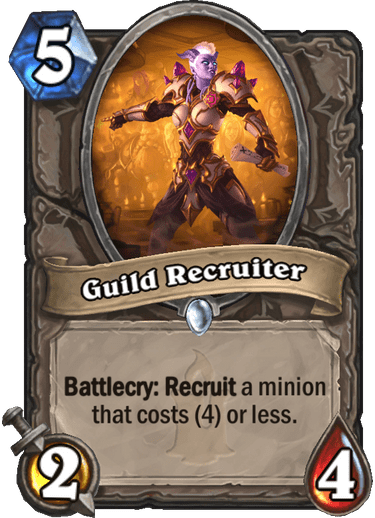 5
Guild Recruiter
Battlecry: Recruit a minion
that costs (4) or less.
2
4